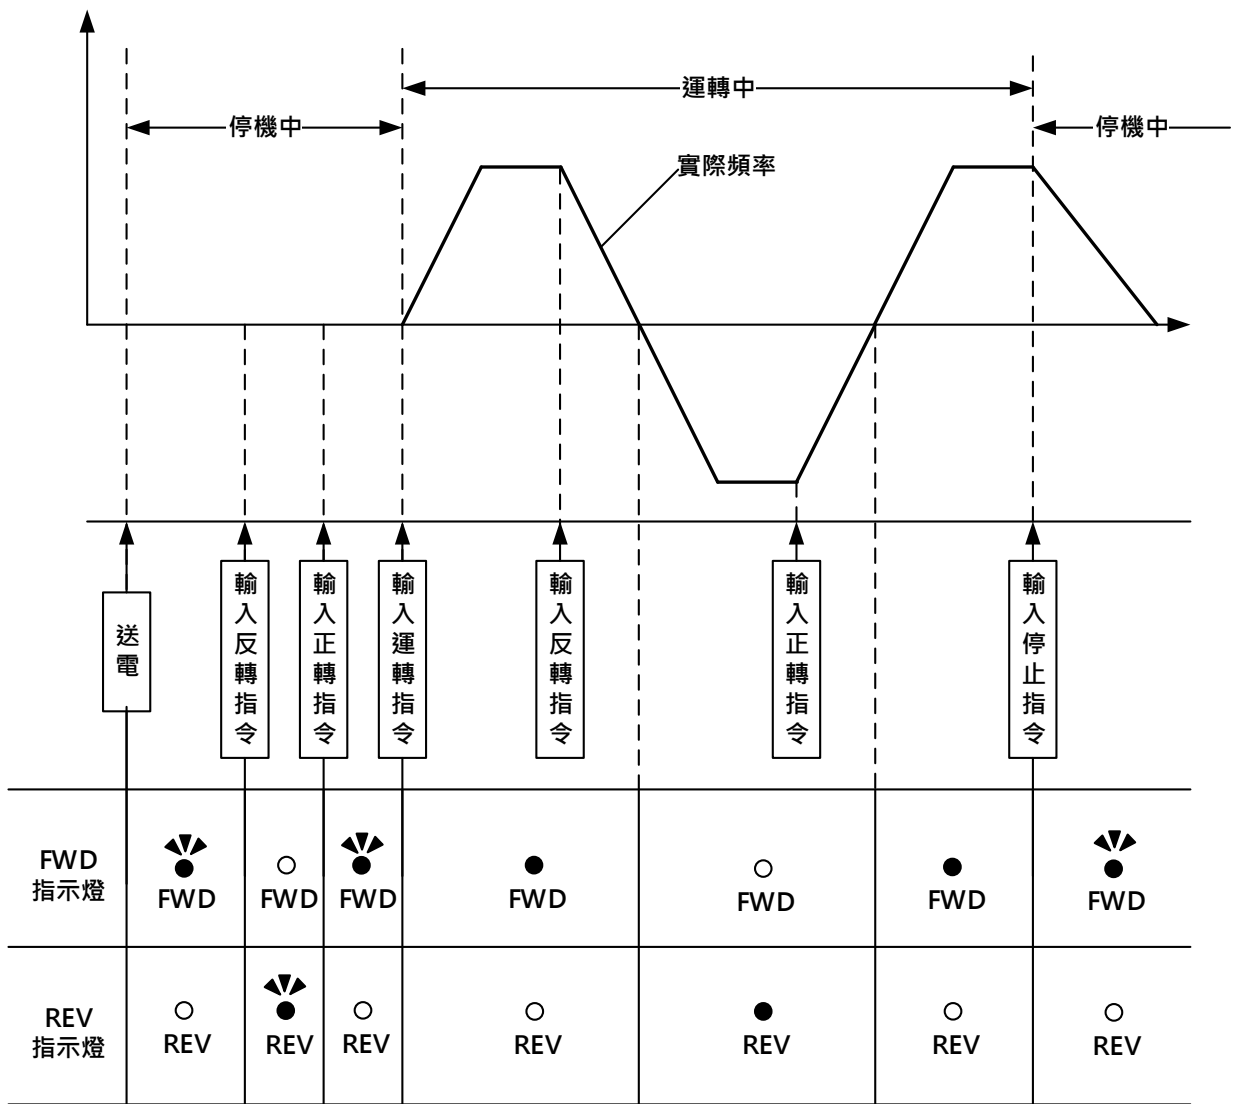 運轉中
停機中
停機中
實際頻率
送電
輸入反轉指令
輸入正轉指令
輸入運轉指令
輸入反轉指令
輸入正轉指令
輸入停止指令
FWD
指示燈
FWD
FWD
FWD
FWD
FWD
FWD
FWD
REV
指示燈
REV
REV
REV
REV
REV
REV
REV